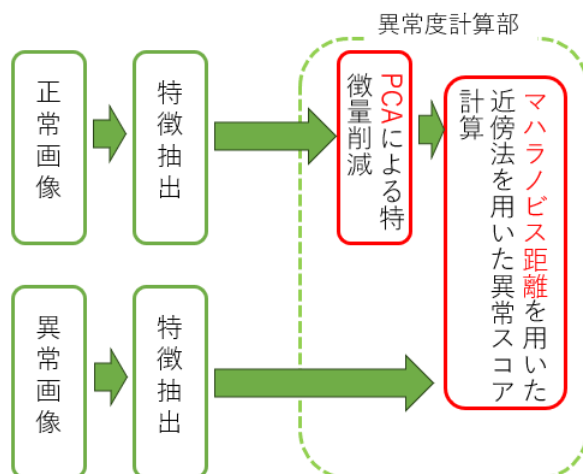 異常度計算部
正常画像
特徴抽出
PCAによる特
徴量削減
マハラノビス距離を用いた
近傍法を用いた異常スコア
計算
異常画像
特徴抽出